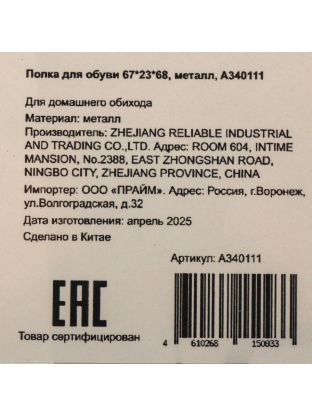 Полка для обуви 67*23*68, металл, А340111
Для домашнего обихода
Материал: металл
Производитель: ZHEJIANG RELIABLE INDUSTRIAL
AND TRADING CO.,LTD. Адрес: ROOM 604, INTIME
MANSION, No.2388, EAST ZHONGSHAN ROAD,
NINGBO CITY, ZHEJIANG PROVINCE, CHINA
Импортер: ООО «ПРАЙМ». Адрес: Россия, г.Воронеж,
ул.Волгоградская, д.32
Дата изготовления: апрель 2025
Сделано в Китае
Артикул: А340111
ЕАС
Товар сертифицирован
4 610268 150933